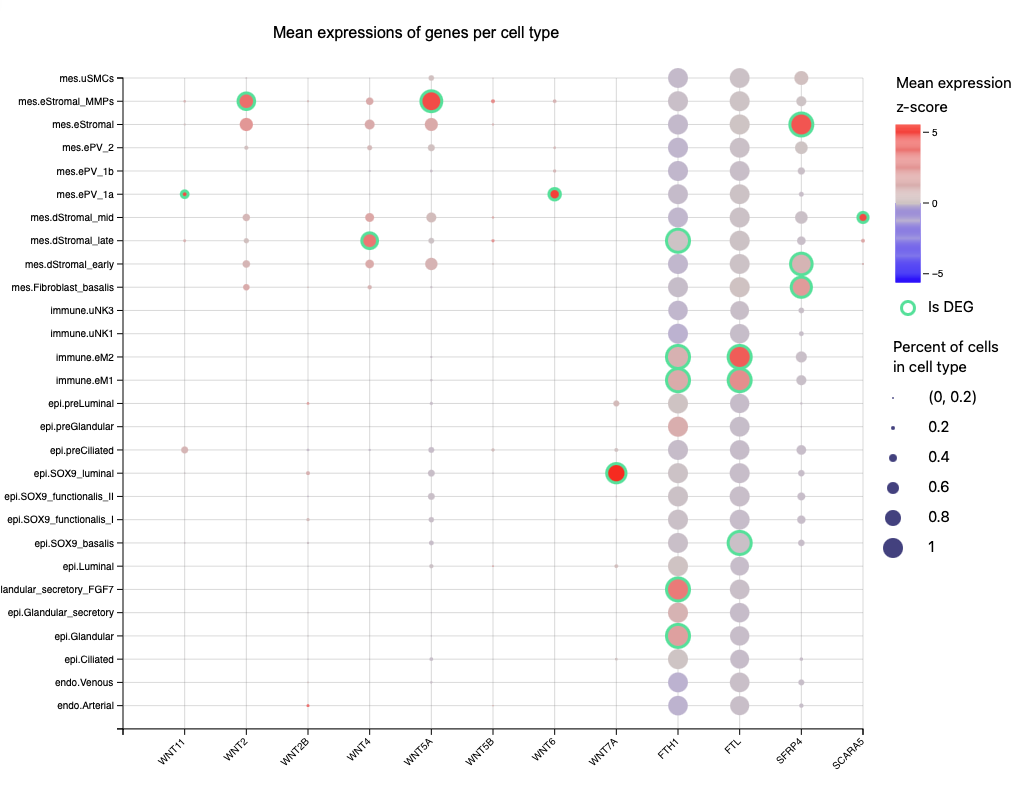 Mean expressions of genes per cell type
mes.uSMCs
mes.eStromal_MMPs
mes.eStromal
mes.ePV_2
mes.ePV_1b
mes.ePV_1a
mes.dStromal_mid
mes.dStromal_late
mes.dStromal_early
mes.Fibroblast_basalis
immune.uNK3
immune.uNK1
immune.eM2
immune.eM1
epi.preLuminal
epi.preGlandular
epi.preCiliated
epi.SOX9_luminal
epi.SOX9_functionalis_II
epi.SOX9_functionalis_I
epi.SOX9_basalis
epi.Luminal
landular_secretory_FGF7
epi.Glandular_secretory
epi.Glandular
epi.Ciliated
endo.Venous
endo.Arterial
WNT11
WNT2
WNT2B
WNT4
WNT5A
WNT5B
WNT6
WNT7A
FTH1
FTL
SFRP4
SCARA5
Mean expression
z-score
5
0
−5
Is DEG
Percent of cells
in cell type
(0, 0.2)
0.2
0.4
0.6
0.8
1